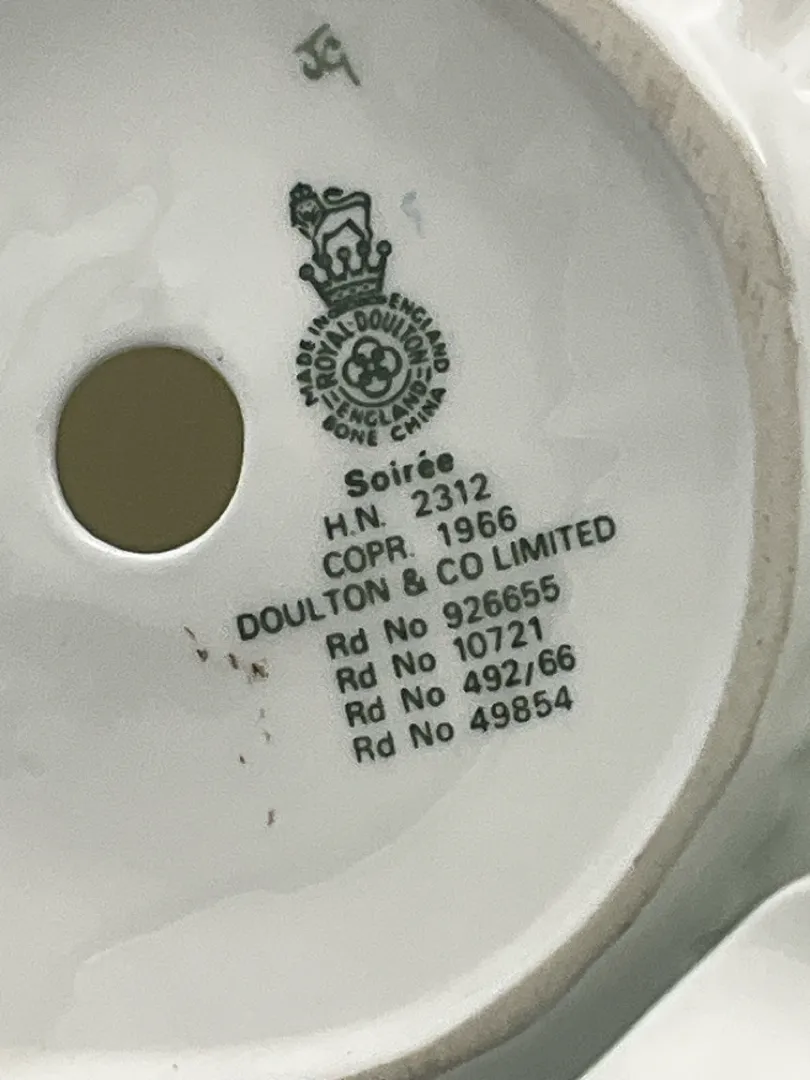 JG
MADE IN ENGLAND
ROYAL·DOULTON
ENGLAND
BONE CHINA
Soirée
H.N. 2312
COPR. 1966
DOULTON & CO LIMITED
Rd No 926655
Rd No 10721
Rd No 492/66
Rd No 49854